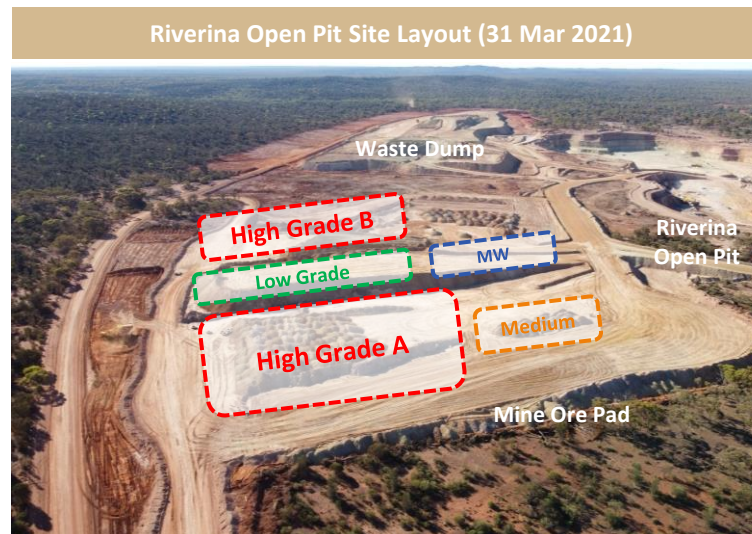 Riverina Open Pit Site Layout (31 Mar 2021)
Waste Dump
High Grade B
Riverina
Open Pit
MW
Low Grade
Medium
High Grade A
Mine Ore Pad